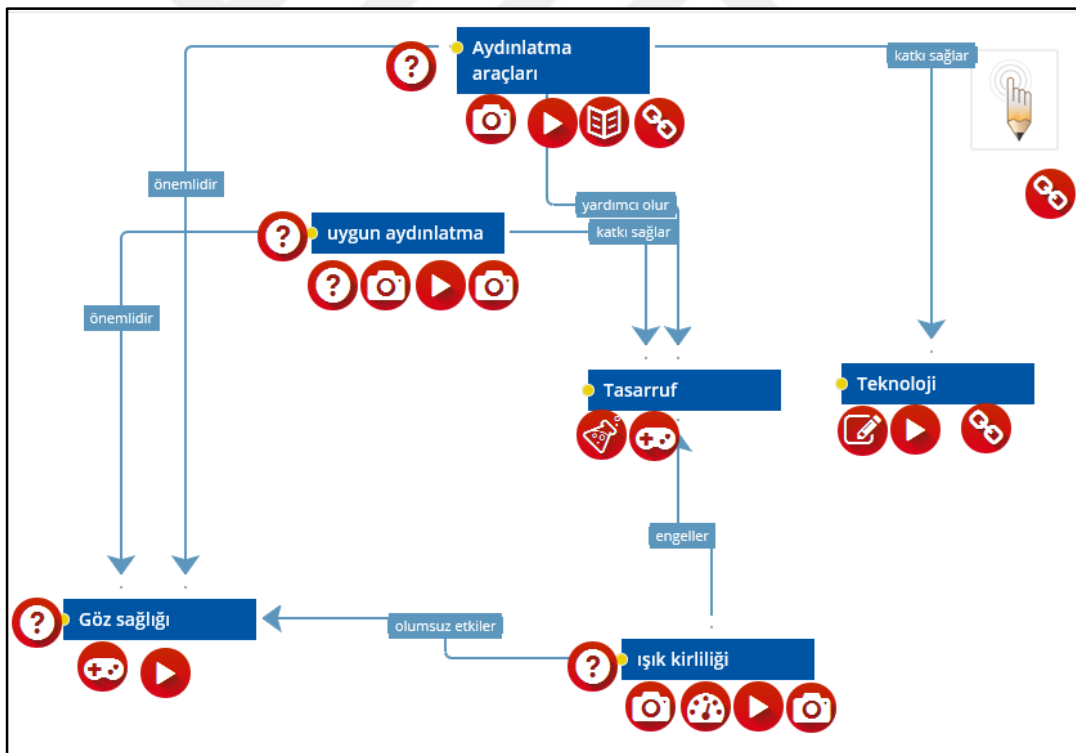 Aydınlatma
araçları
katkı sağlar
önemlidir
yardımcı olur
uygun aydınlatma
katkı sağlar
önemlidir
Tasarruf
Teknoloji
engeller
Göz sağlığı
olumsuz etkiler
ışık kirliliği